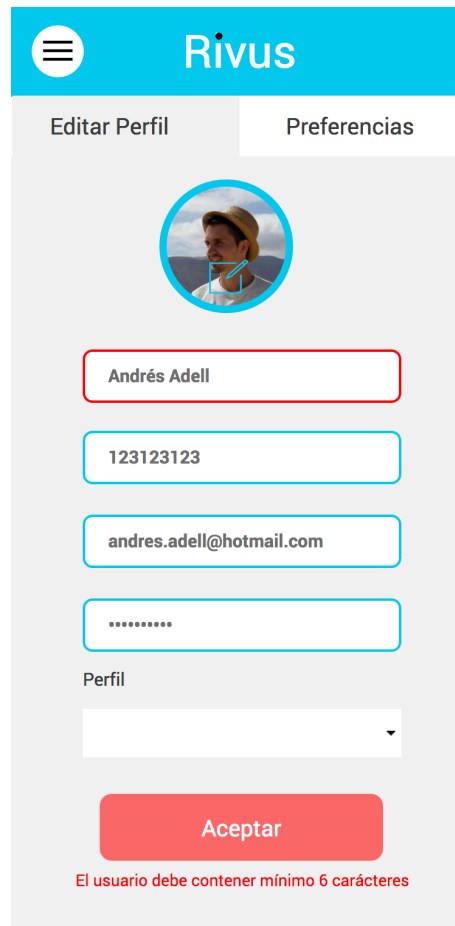 Rivus
Editar Perfil
Preferencias
Andrés Adell
123123123
andres.adell@hotmail.com
••••••••••
Perfil
Aceptar
El usuario debe contener mínimo 6 carácteres